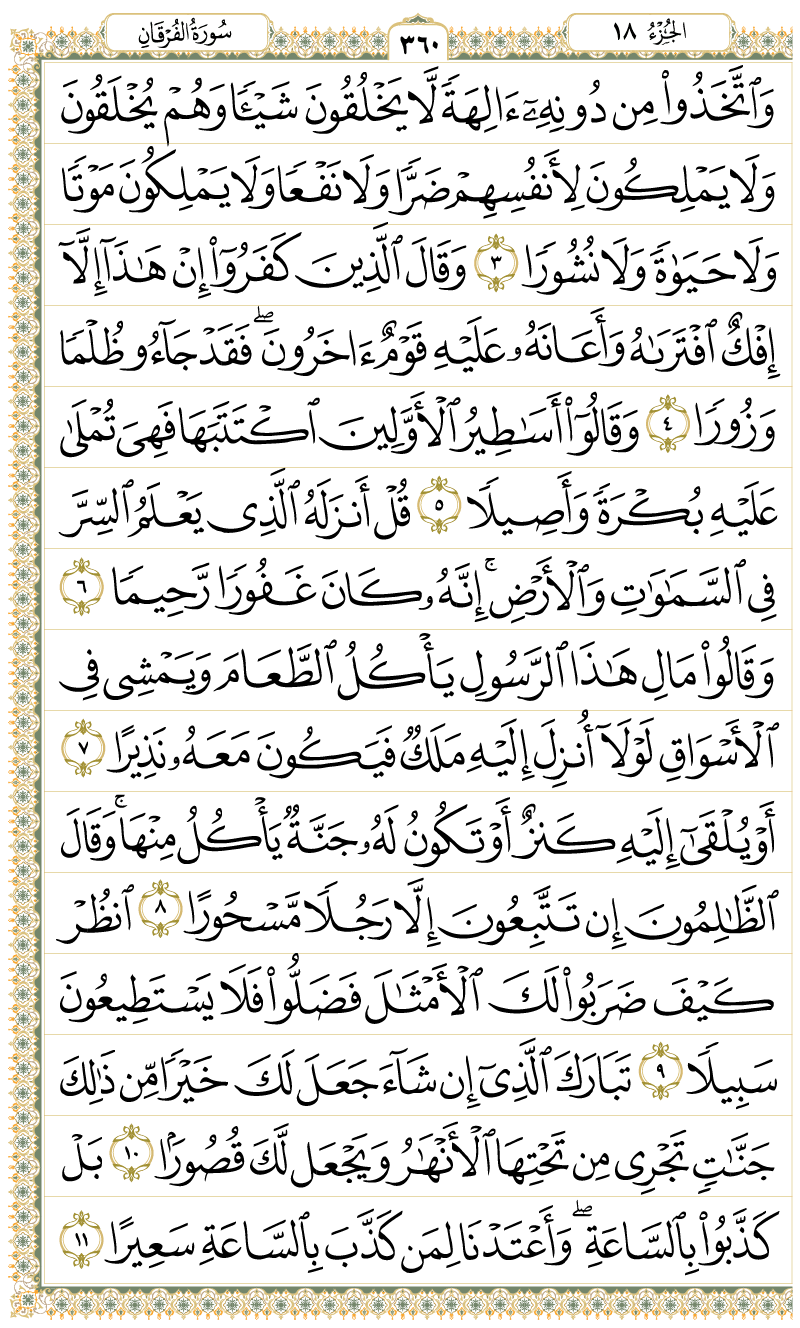 الجُزْءُ ١٨
٣٦٠
سُورَةُ الفُرْقَانِ
وَٱتَّخَذُواْ مِن دُونِهِۦٓ ءَالِهَةٗ لَّا يَخۡلُقُونَ شَيۡـٔٗا وَهُمۡ يُخۡلَقُونَ
وَلَا يَمۡلِكُونَ لِأَنفُسِهِمۡ ضَرّٗا وَلَا نَفۡعٗا وَلَا يَمۡلِكُونَ مَوۡتٗا
وَلَا حَيَوٰةٗ وَلَا نُشُورٗا ٣ وَقَالَ ٱلَّذِينَ كَفَرُوٓاْ إِنۡ هَٰذَآ إِلَّآ
إِفۡكٌ ٱفۡتَرَىٰهُ وَأَعَانَهُۥ عَلَيۡهِ قَوۡمٌ ءَاخَرُونَۖ فَقَدۡ جَآءُو ظُلۡمٗا
وَزُورٗا ٤ وَقَالُوٓاْ أَسَٰطِيرُ ٱلۡأَوَّلِينَ ٱكۡتَتَبَهَا فَهِيَ تُمۡلَىٰ
عَلَيۡهِ بُكۡرَةٗ وَأَصِيلٗا ٥ قُلۡ أَنزَلَهُ ٱلَّذِي يَعۡلَمُ ٱلسِّرَّ
فِي ٱلسَّمَٰوَٰتِ وَٱلۡأَرۡضِۚ إِنَّهُۥ كَانَ غَفُورٗا رَّحِيمٗا ٦
وَقَالُواْ مَالِ هَٰذَا ٱلرَّسُولِ يَأۡكُلُ ٱلطَّعَامَ وَيَمۡشِي فِي
ٱلۡأَسۡوَاقِ لَوۡلَآ أُنزِلَ إِلَيۡهِ مَلَكٞ فَيَكُونَ مَعَهُۥ نَذِيرًا ٧
أَوۡ يُلۡقَىٰٓ إِلَيۡهِ كَنزٌ أَوۡ تَكُونُ لَهُۥ جَنَّةٞ يَأۡكُلُ مِنۡهَاۚ وَقَالَ
ٱلظَّٰلِمُونَ إِن تَتَّبِعُونَ إِلَّا رَجُلٗا مَّسۡحُورًا ٨ ٱنظُرۡ
كَيۡفَ ضَرَبُواْ لَكَ ٱلۡأَمۡثَٰلَ فَضَلُّواْ فَلَا يَسۡتَطِيعُونَ
سَبِيلٗا ٩ تَبَارَكَ ٱلَّذِيٓ إِن شَآءَ جَعَلَ لَكَ خَيۡرٗا مِّن ذَٰلِكَ
جَنَّٰتٖ تَجۡرِي مِن تَحۡتِهَا ٱلۡأَنۡهَٰرُ وَيَجۡعَل لَّكَ قُصُورَۢا ١٠ بَلۡ
كَذَّبُواْ بِٱلسَّاعَةِۖ وَأَعۡتَدۡنَا لِمَن كَذَّبَ بِٱلسَّاعَةِ سَعِيرًا ١١